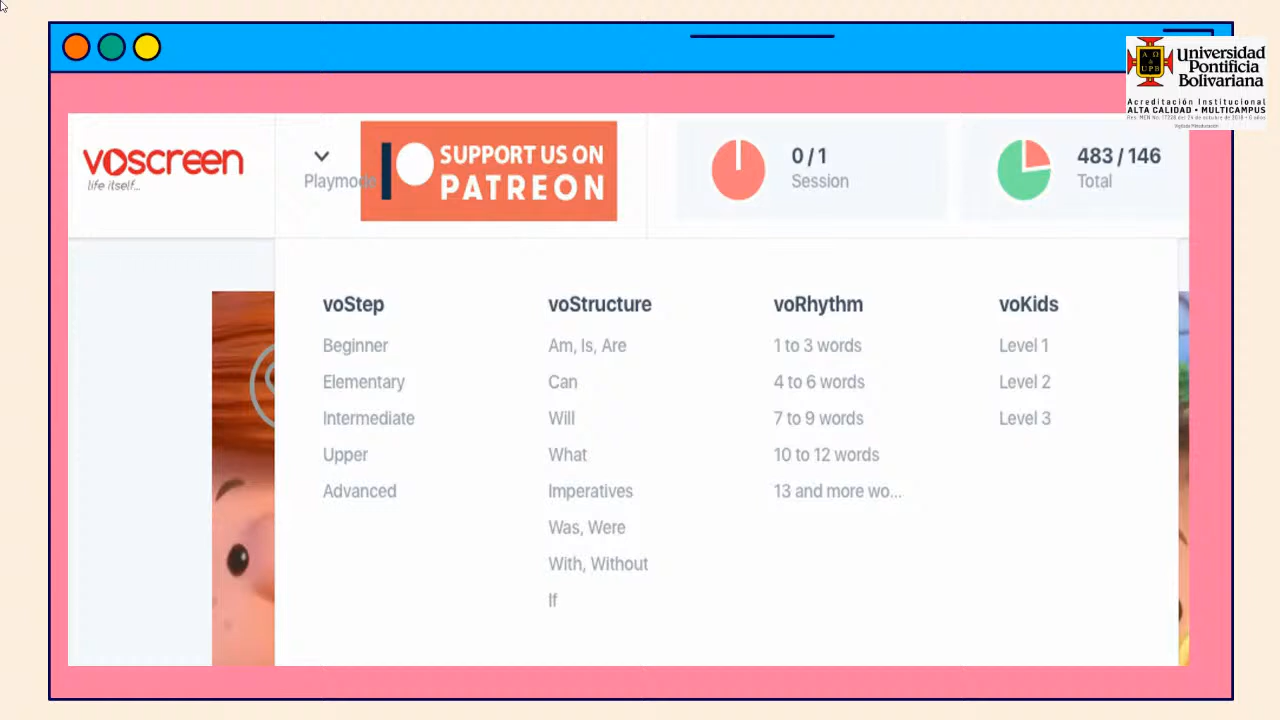 Universidad
Pontificia
Bolivariana
Acreditación Institucional
ALTA CALIDAD • MULTICAMPUS
voscreen
life itself...
Playmode
SUPPORT US ON
PATREON
0 / 1
Session
483 / 146
Total
voStep
Beginner
Elementary
Intermediate
Upper
Advanced
voStructure
Am, Is, Are
Can
Will
What
Imperatives
Was, Were
With, Without
If
voRhythm
1 to 3 words
4 to 6 words
7 to 9 words
10 to 12 words
13 and more wo...
voKids
Level 1
Level 2
Level 3